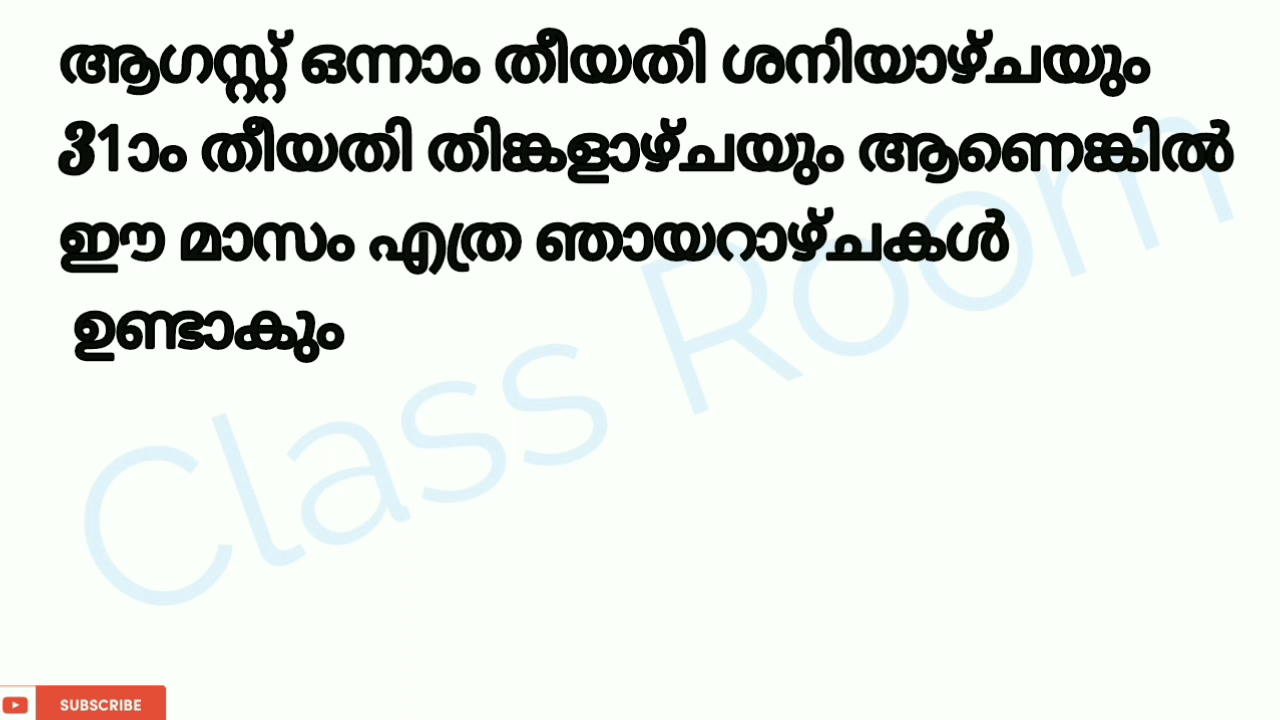 ആഗസ്റ്റ് ഒന്നാം തീയതി ശനിയാഴ്ചയും
31ാം തീയതി തിങ്കളാഴ്ചയും ആണെങ്കിൽ
ഈ മാസം എത്ര ഞായറാഴ്ചകൾ
ഉണ്ടാകും
Class Room
SUBSCRIBE